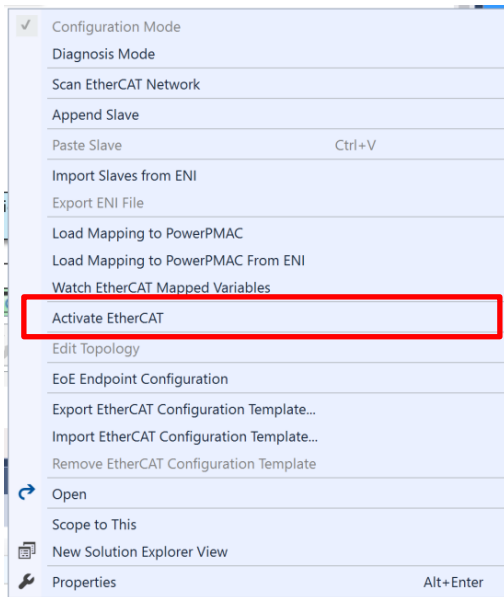 Configuration Mode
Diagnosis Mode
Scan EtherCAT Network
Append Slave
Paste Slave Ctrl+V
Import Slaves from ENI
Export ENI File
Load Mapping to PowerPMAC
Load Mapping to PowerPMAC From ENI
Watch EtherCAT Mapped Variables
Activate EtherCAT
Edit Topology
EoE Endpoint Configuration
Export EtherCAT Configuration Template...
Import EtherCAT Configuration Template...
Remove EtherCAT Configuration Template
Open
Scope to This
New Solution Explorer View
Properties Alt+Enter